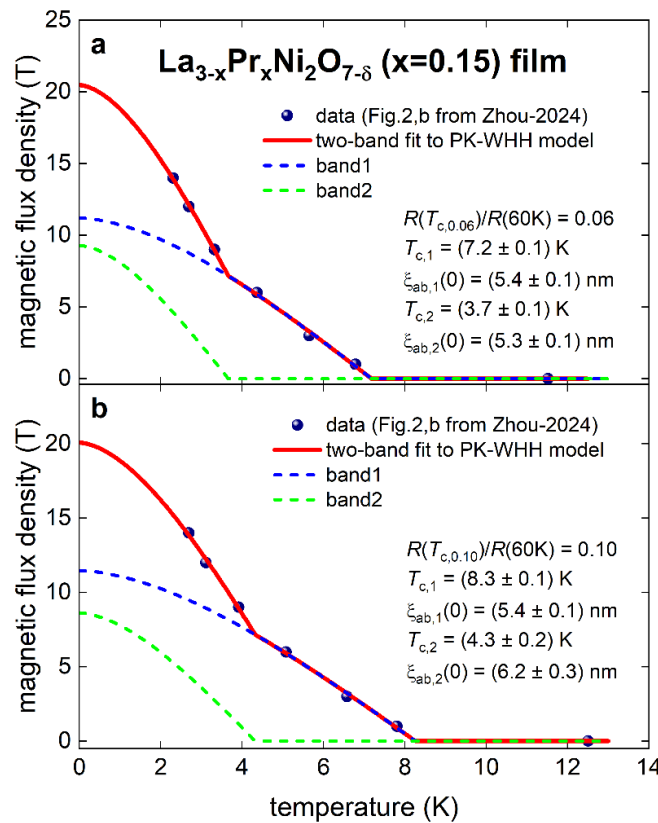 a
La3-xPrxNi2O7-δ (x=0.15) film
data (Fig.2,b from Zhou-2024)
two-band fit to PK-WHH model
band1
band2
R(Tc,0.06)/R(60K) = 0.06
Tc,1 = (7.2 ± 0.1) K
ξab,1(0) = (5.4 ± 0.1) nm
Tc,2 = (3.7 ± 0.1) K
ξab,2(0) = (5.3 ± 0.1) nm
magnetic flux density (T)
25
20
15
10
5
0
b
data (Fig.2,b from Zhou-2024)
two-band fit to PK-WHH model
band1
band2
R(Tc,0.10)/R(60K) = 0.10
Tc,1 = (8.3 ± 0.1) K
ξab,1(0) = (5.4 ± 0.1) nm
Tc,2 = (4.3 ± 0.2) K
ξab,2(0) = (6.2 ± 0.3) nm
magnetic flux density (T)
20
15
10
5
0
0 2 4 6 8 10 12 14
temperature (K)